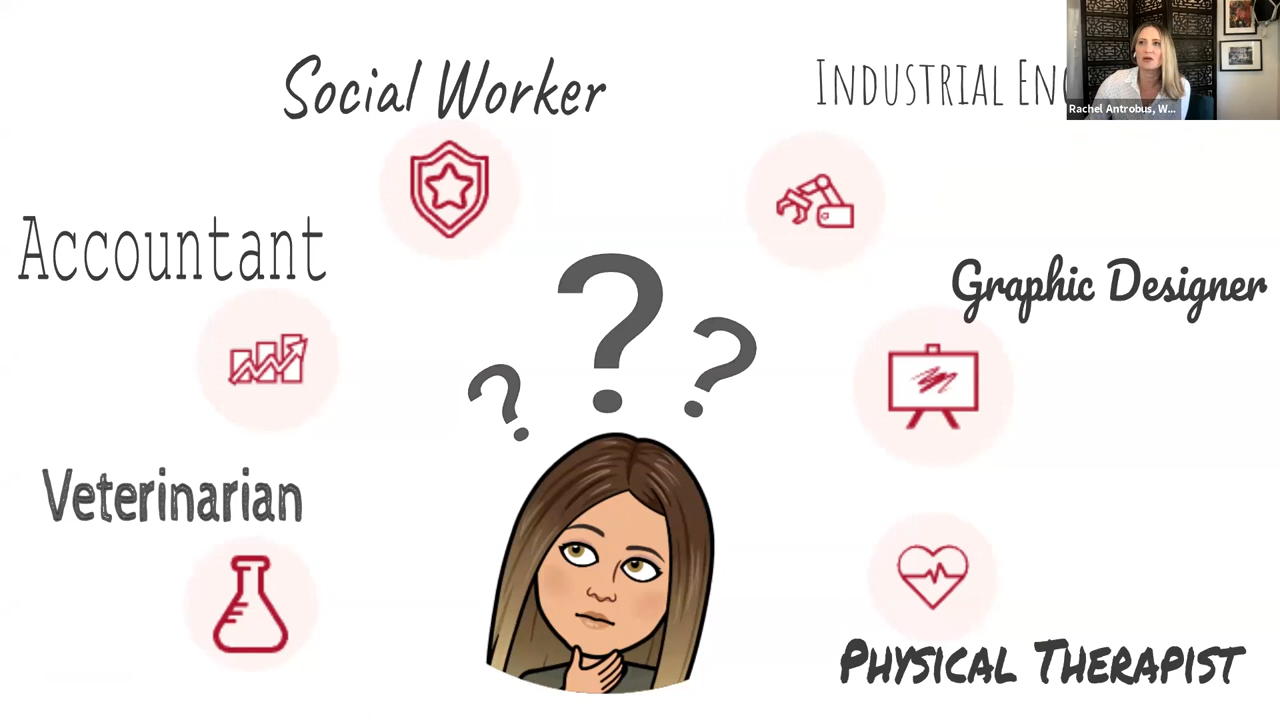 Social Worker
INDUSTRIAL ENG
Rachel Antrobus, W...
Accountant
Graphic Designer
Veterinarian
PHYSICAL THERAPIST
? ? ?